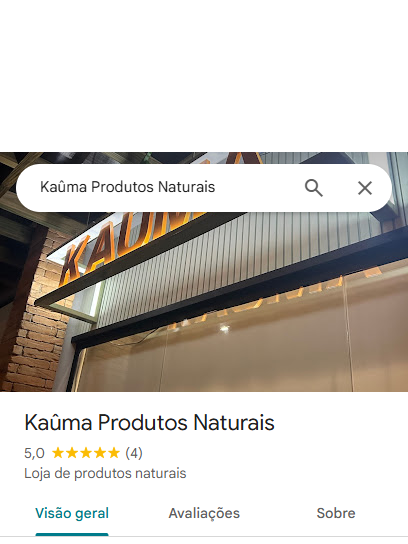 Kaûma Produtos Naturais
KAÛMA
Kaûma Produtos Naturais
5,0 ★★★★★ (4)
Loja de produtos naturais
Visão geral
Avaliações
Sobre